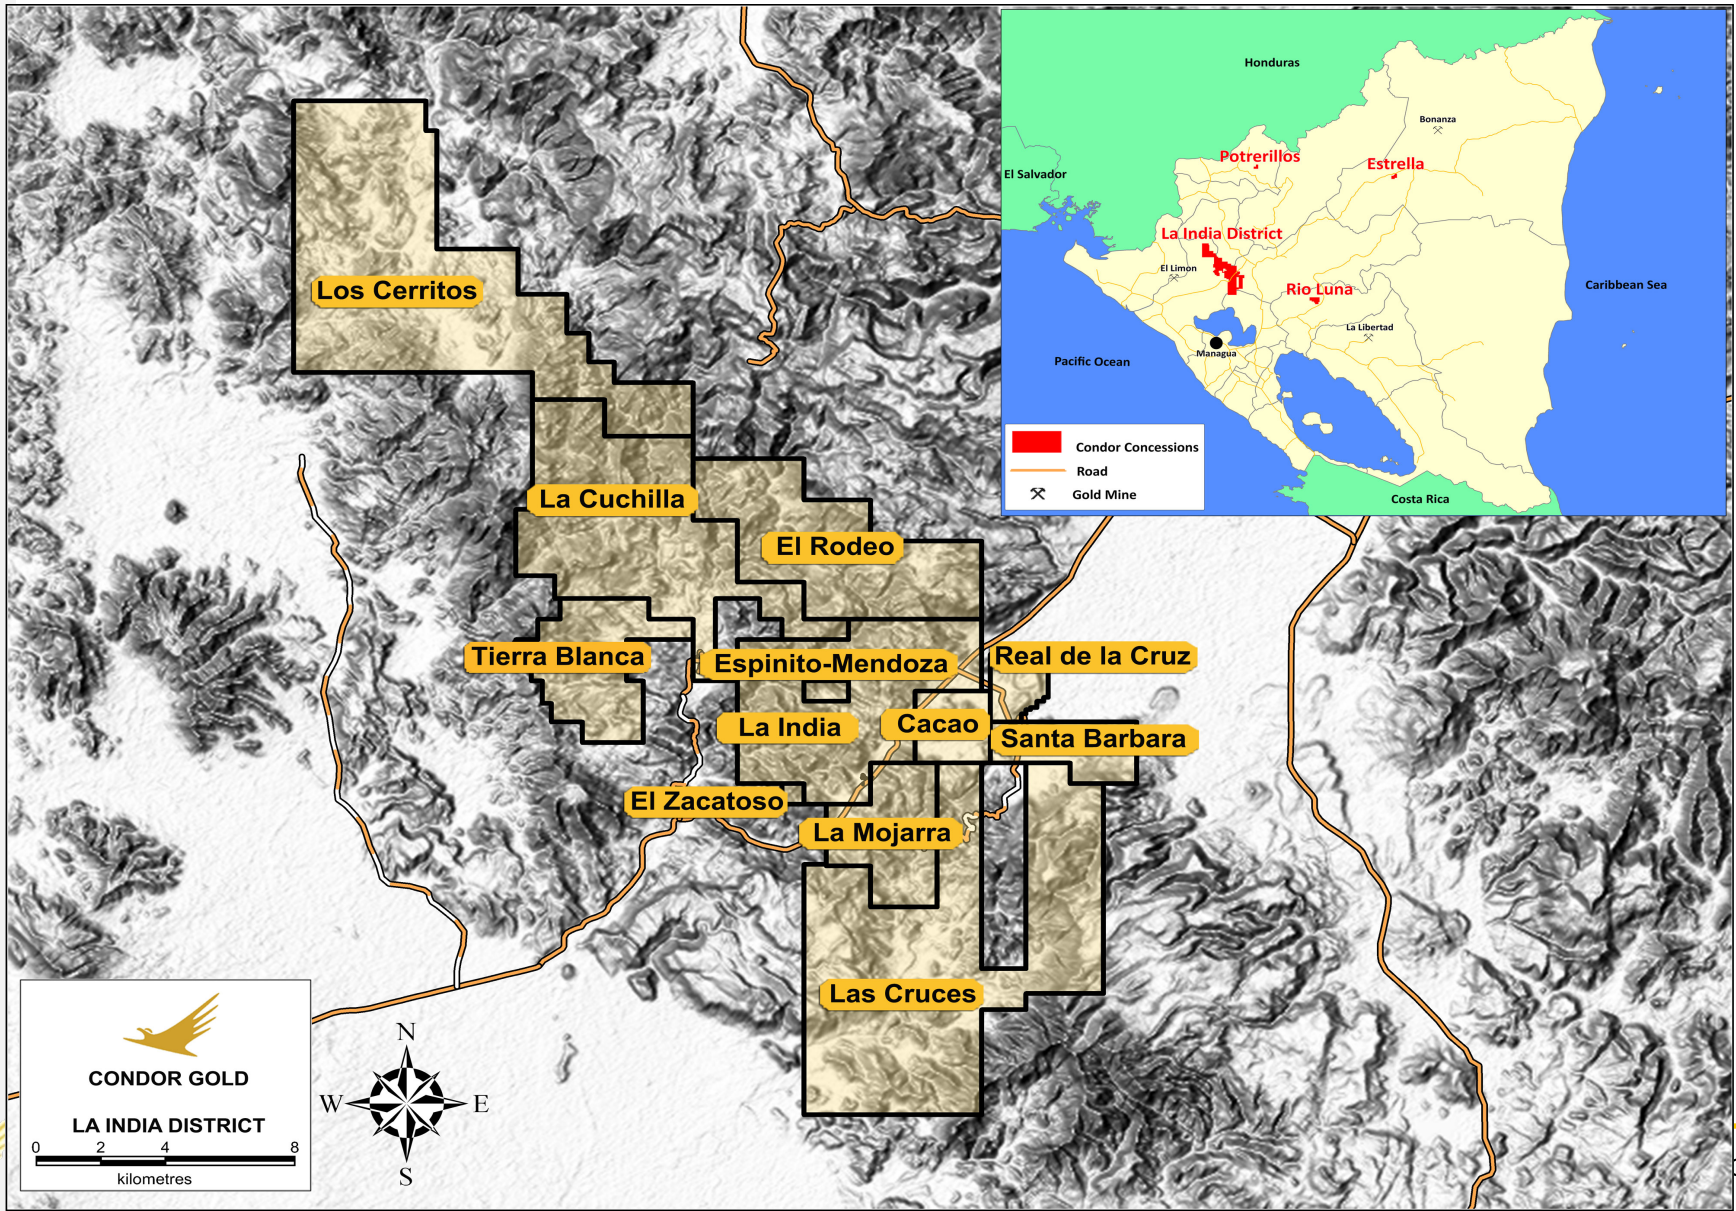 Honduras
Bonanza
Potrerillos
Estrella
El Salvador
La India District
El Limon
Rio Luna
Caribbean Sea
La Libertad
Managua
Pacific Ocean
Costa Rica
Condor Concessions
Road
Gold Mine
Los Cerritos
La Cuchilla
El Rodeo
Tierra Blanca
Espinito-Mendoza
Real de la Cruz
La India
Cacao
Santa Barbara
El Zacatoso
La Mojarra
Las Cruces
CONDOR GOLD
LA INDIA DISTRICT
0 2 4 8
kilometres
N
W E
S